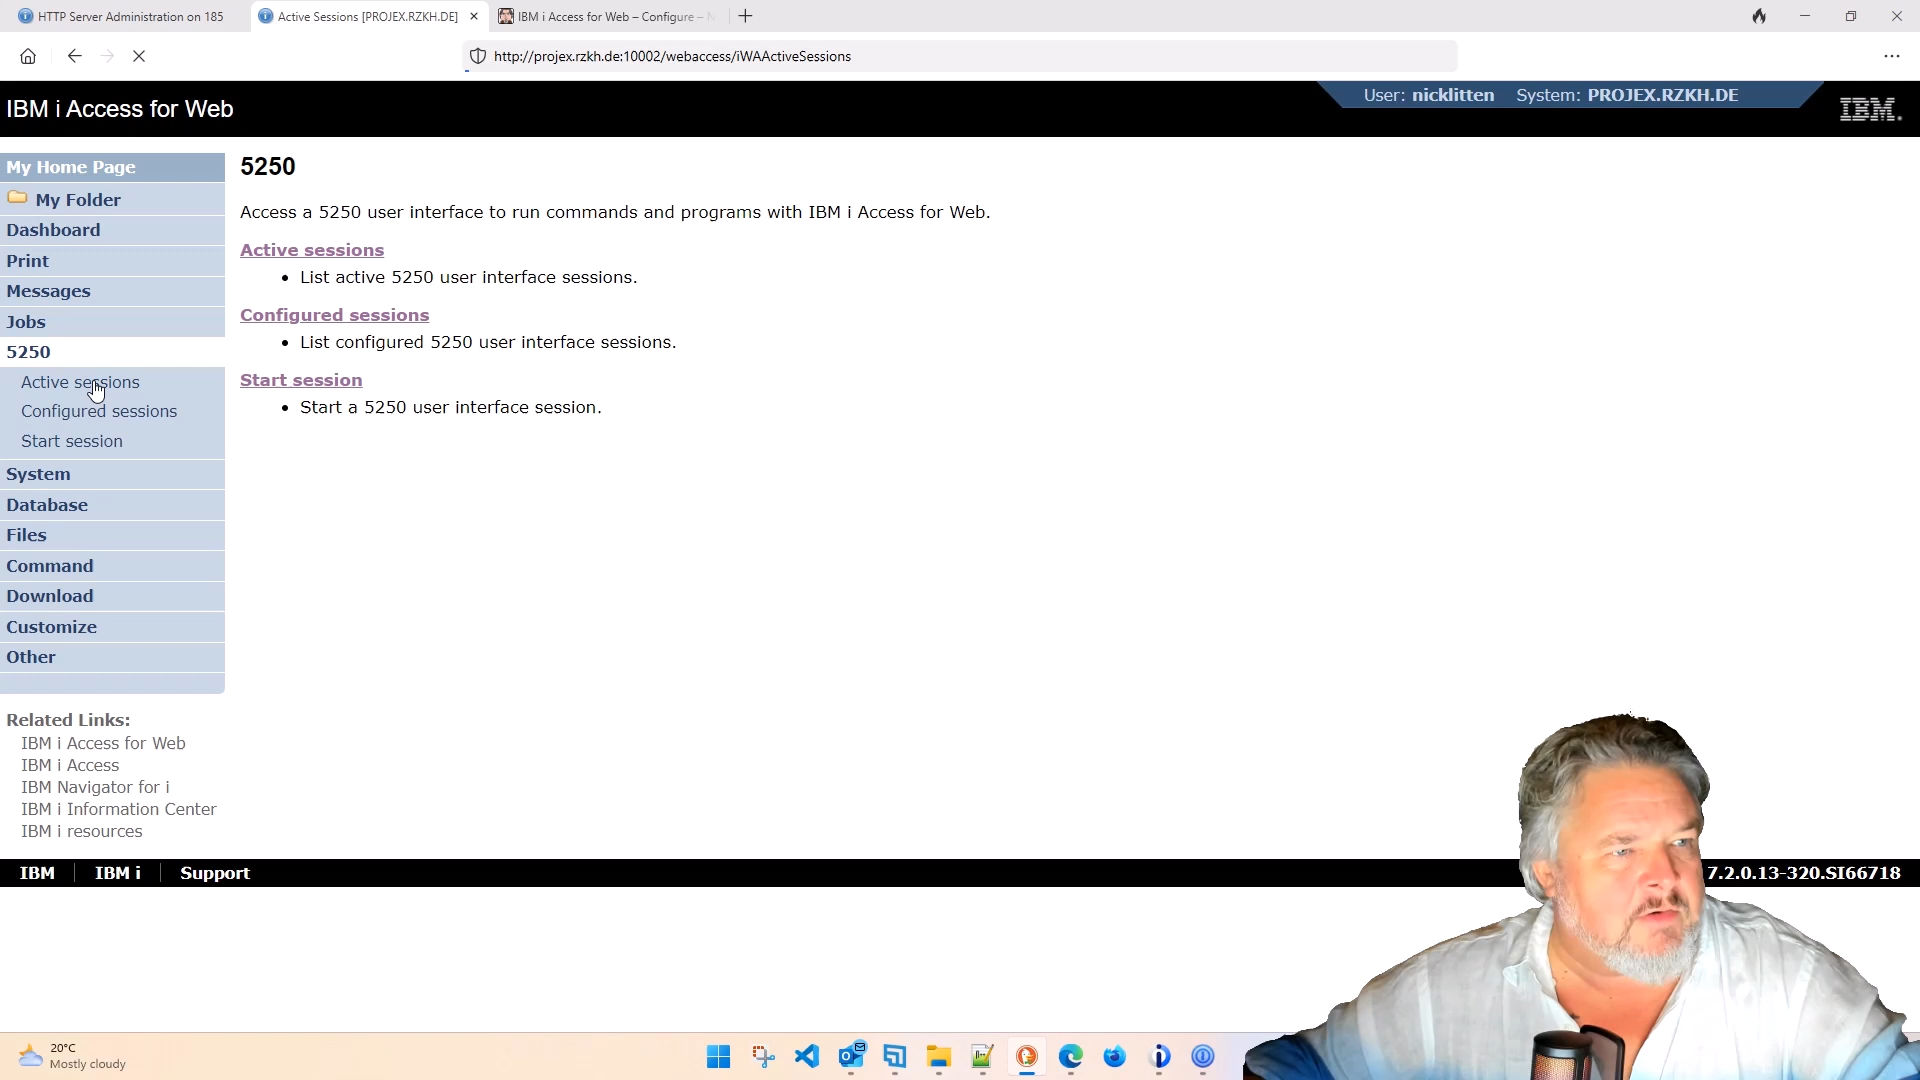 HTTP Server Administration on 185
Active Sessions [PROJEX.RZKH.DE]
IBM i Access for Web – Configure –
http://projex.rzkh.de:10002/webaccess/iWAActiveSessions
IBM i Access for Web
User: nicklitten System: PROJEX.RZKH.DE
IBM.
My Home Page
My Folder
Dashboard
Print
Messages
Jobs
5250
Active sessions
Configured sessions
Start session
System
Database
Files
Command
Download
Customize
Other
Related Links:
IBM i Access for Web
IBM i Access
IBM Navigator for i
IBM i Information Center
IBM i resources
5250
Access a 5250 user interface to run commands and programs with IBM i Access for Web.
Active sessions
• List active 5250 user interface sessions.
Configured sessions
• List configured 5250 user interface sessions.
Start session
• Start a 5250 user interface session.
IBM IBM i Support
7.2.0.13-320.SI66718
20°C
Mostly cloudy